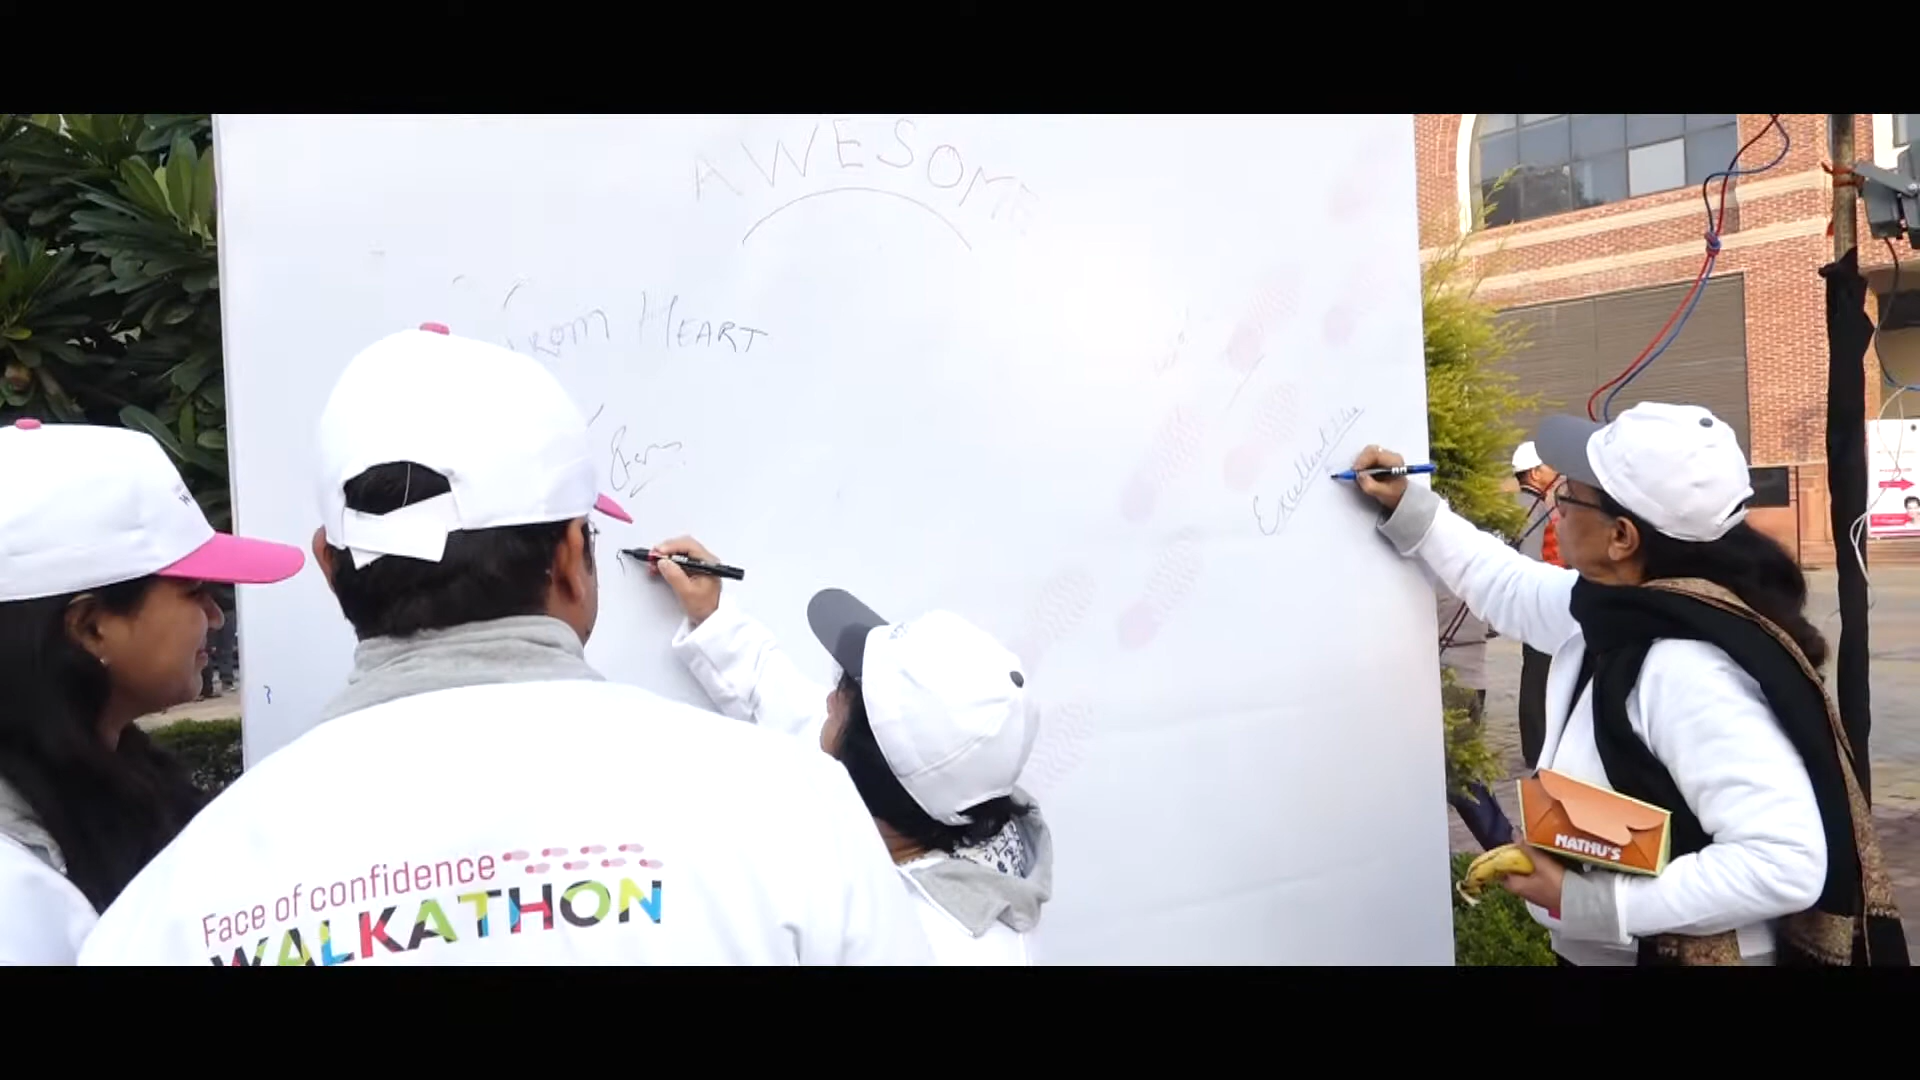 AWESOME
From HEART
Excellent
NATHU'S
Face of confidence
WALKATHON